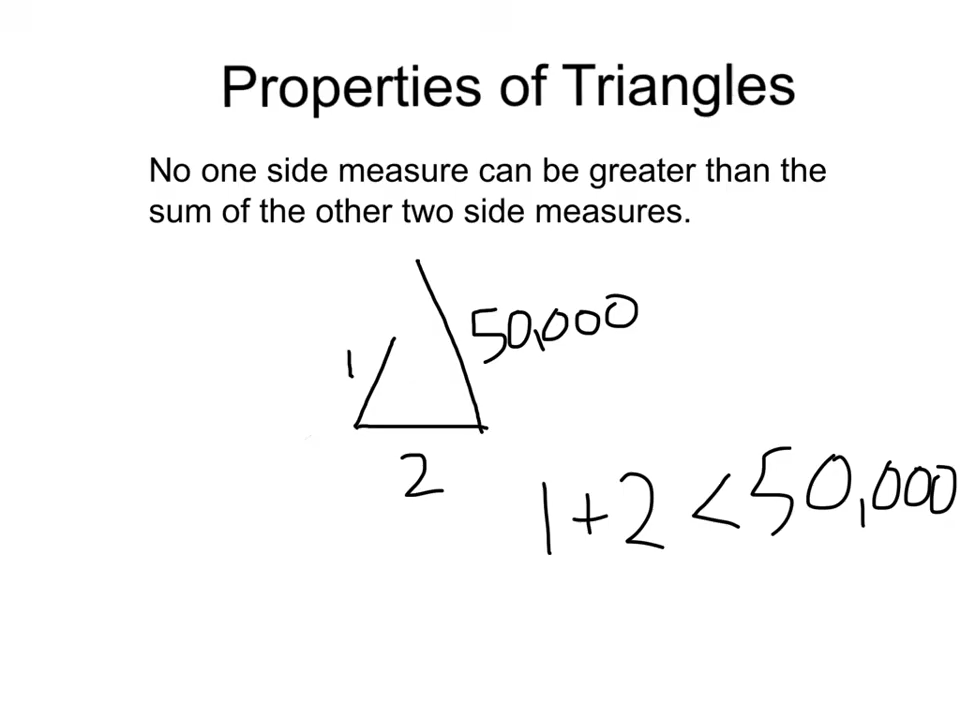 Properties of Triangles
No one side measure can be greater than the
sum of the other two side measures.
50,000
1
2
1+2 < 50,000